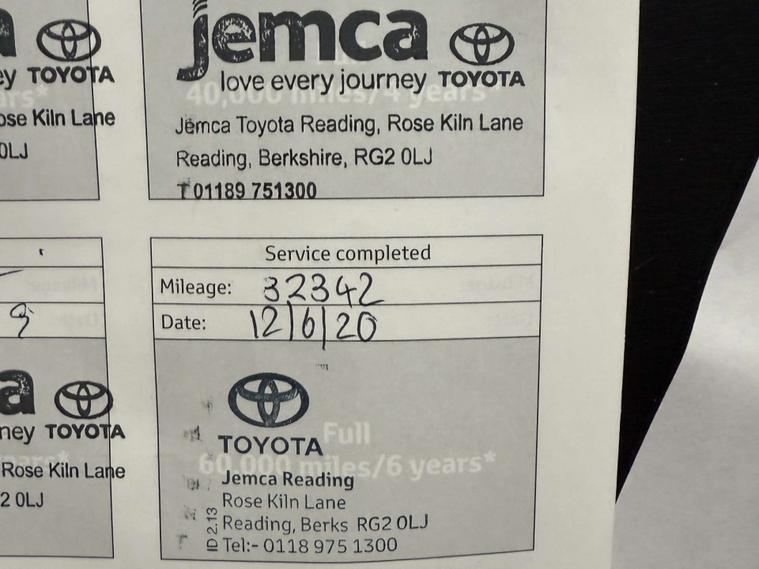 jemca
love every journey TOYOTA
40,000 miles/4 years*
Jemca Toyota Reading, Rose Kiln Lane
Reading, Berkshire, RG2 0LJ
T 01189 751300
ey TOYOTA
ose Kiln Lane
0LJ
Service completed
Mileage: 32342
Date: 12/6/20
TOYOTA
Full
60,000 miles/6 years*
Jemca Reading
Rose Kiln Lane
Reading, Berks RG2 0LJ
Tel:- 0118 975 1300
ID 2.13
9
a
ney TOYOTA
Rose Kiln Lane
2 0LJ